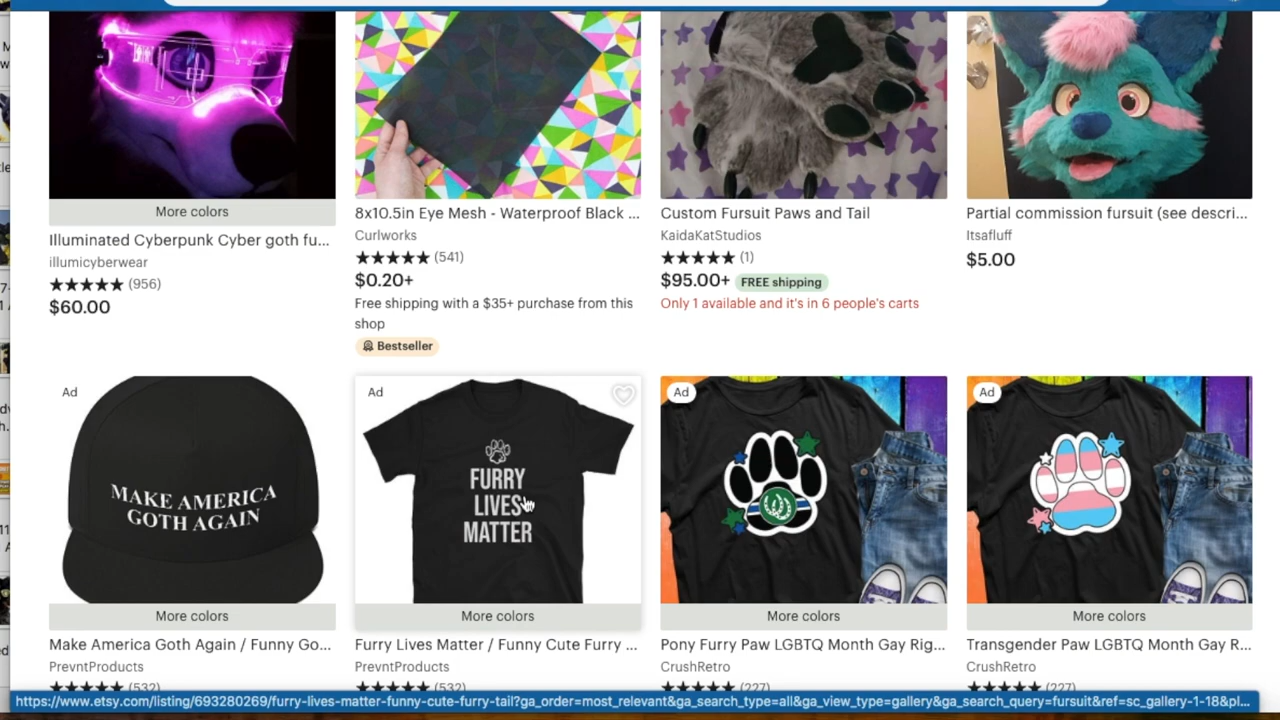 More colors
Illuminated Cyberpunk Cyber goth fu...
illumicyberwear
(956)
$60.00
8x10.5in Eye Mesh - Waterproof Black ...
Curlworks
(541)
$0.20+
Free shipping with a $35+ purchase from this
shop
Bestseller
Custom Fursuit Paws and Tail
KaidaKatStudios
(1)
$95.00+ FREE shipping
Only 1 available and it's in 6 people's carts
Partial commission fursuit (see descri...
Itsafluff
$5.00
Ad
MAKE AMERICA
GOTH AGAIN
More colors
Make America Goth Again / Funny Go...
PrevntProducts
(532)
Ad
FURRY
LIVES
MATTER
More colors
Furry Lives Matter / Funny Cute Furry ...
PrevntProducts
(532)
Ad
More colors
Pony Furry Paw LGBTQ Month Gay Rig...
CrushRetro
(227)
Ad
More colors
Transgender Paw LGBTQ Month Gay R...
CrushRetro
(227)
https://www.etsy.com/listing/693280269/furry-lives-matter-funny-cute-furry-tail?ga_order=most_relevant&ga_search_type=all&ga_view_type=gallery&ga_search_query=fursuit&ref=sc_gallery-1-18&pl...